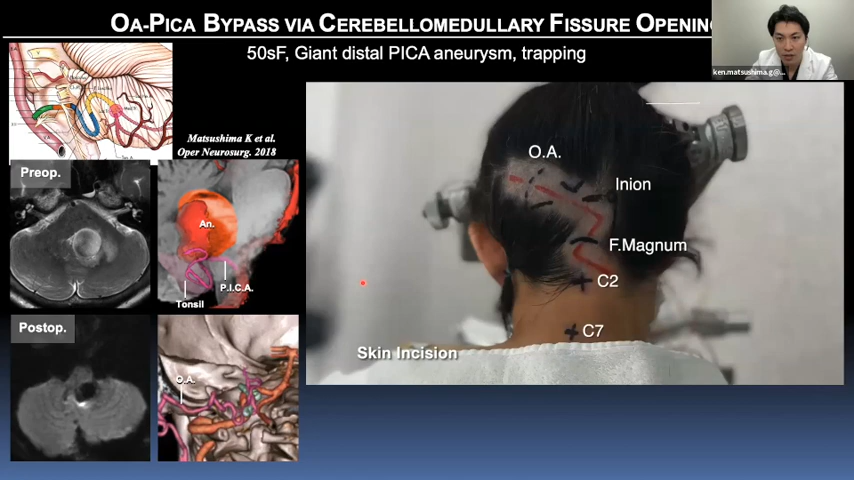 OA-PICA BYPASS VIA CEREBELLOMEDULLARY FISSURE OPENING
50sF, Giant distal PICA aneurysm, trapping
ken.matsushima.g@...
Matsushima K et al.
Oper Neurosurg. 2018
Preop.
An.
P.I.C.A.
Tonsil
Postop.
O.A.
O.A.
Inion
F.Magnum
C2
C7
Skin Incision